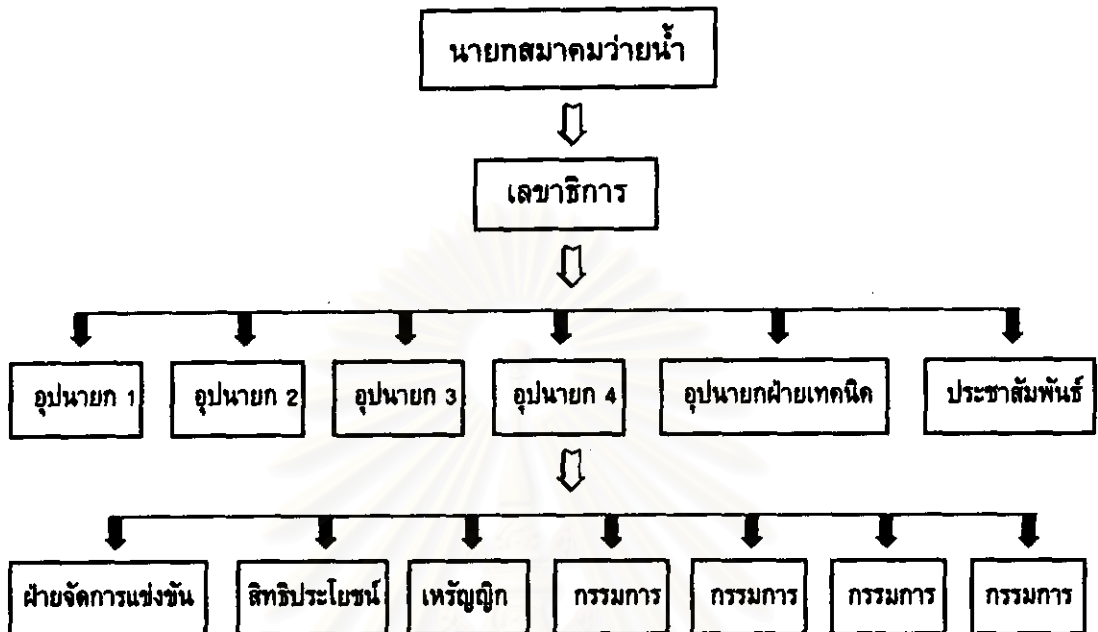 นายกสมาคมว่ายน้ำ
เลขาธิการ
อุปนายก 1 อุปนายก 2 อุปนายก 3 อุปนายก 4 อุปนายกฝ่ายเทคนิค ประชาสัมพันธ์
ฝ่ายจัดการแข่งขัน สิทธิประโยชน์ เหรัญญิก กรรมการ กรรมการ กรรมการ กรรมการ